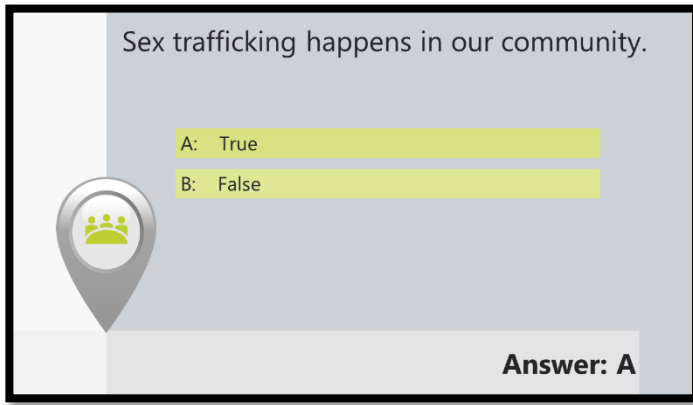 Sex trafficking happens in our community.
A: True
B: False
Answer: A